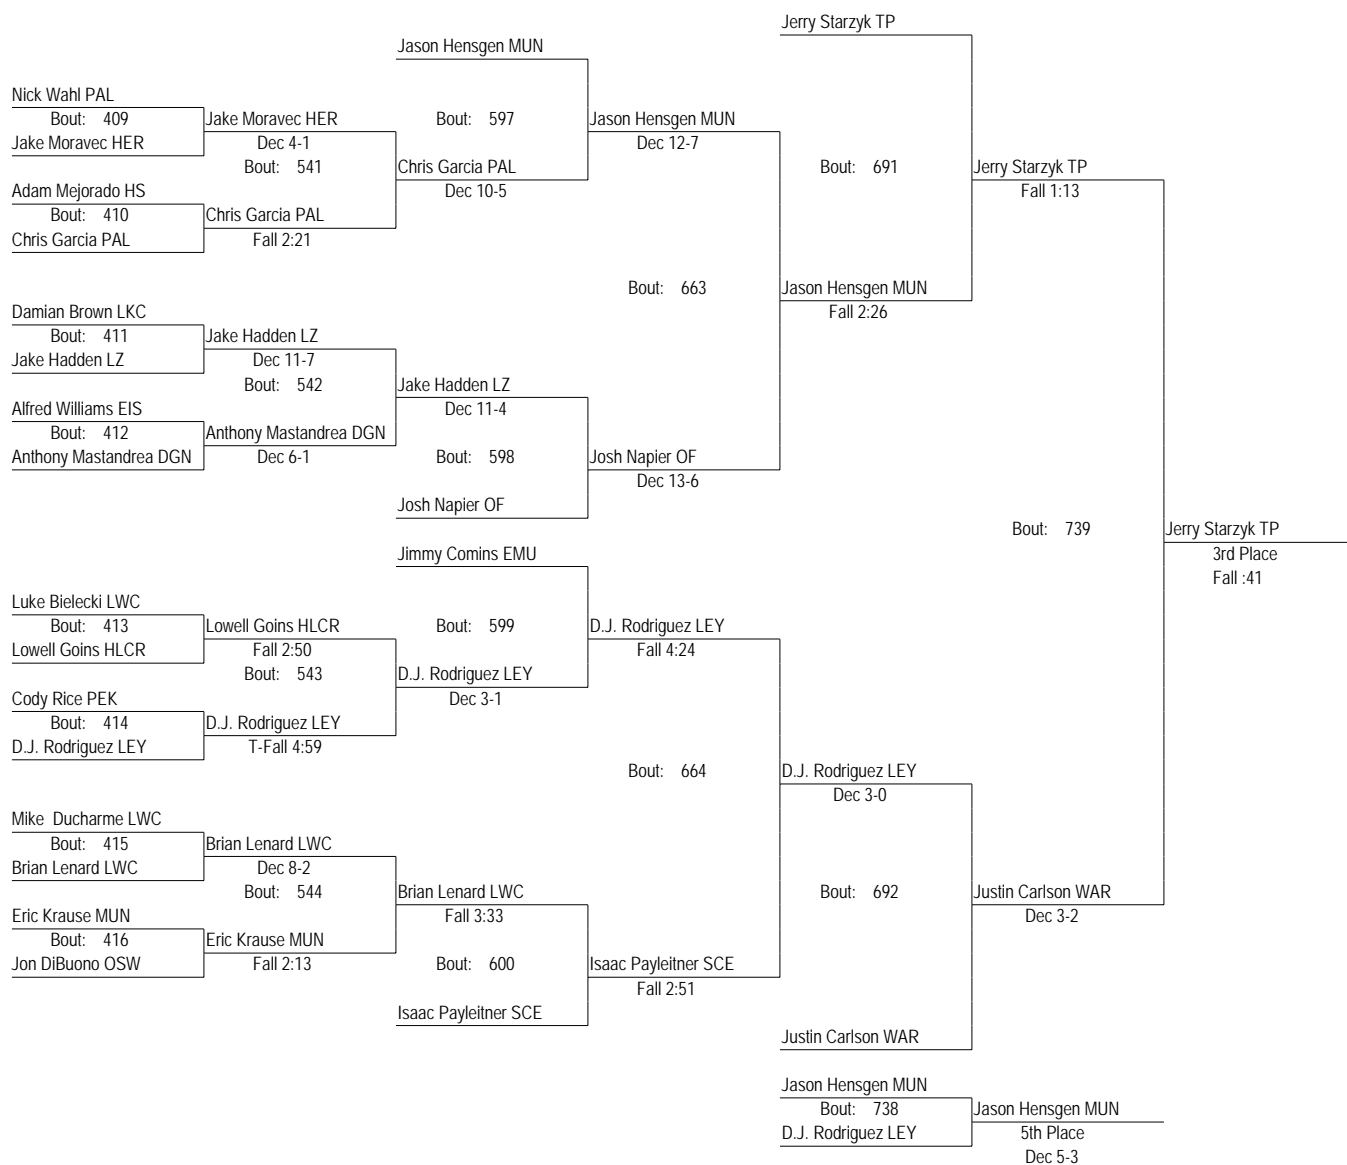 Jerry Starzyk TP
Jason Hensgen MUN
Nick Wahl PAL
Bout: 409
Jake Moravec HER
Jake Moravec HER
Dec 4-1
Bout: 541
Bout: 597
Jason Hensgen MUN
Dec 12-7
Chris Garcia PAL
Dec 10-5
Bout: 691
Jerry Starzyk TP
Fall 1:13
Adam Mejorado HS
Bout: 410
Chris Garcia PAL
Chris Garcia PAL
Fall 2:21
Bout: 663
Jason Hensgen MUN
Fall 2:26
Damian Brown LKC
Bout: 411
Jake Hadden LZ
Jake Hadden LZ
Dec 11-7
Bout: 542
Jake Hadden LZ
Dec 11-4
Alfred Williams EIS
Bout: 412
Anthony Mastandrea DGN
Anthony Mastandrea DGN
Dec 6-1
Bout: 598
Josh Napier OF
Dec 13-6
Josh Napier OF
Bout: 739
Jerry Starzyk TP
3rd Place
Fall :41
Jimmy Comins EMU
Luke Bielecki LWC
Bout: 413
Lowell Goins HLCR
Lowell Goins HLCR
Fall 2:50
Bout: 543
Bout: 599
D.J. Rodriguez LEY
Fall 4:24
D.J. Rodriguez LEY
Dec 3-1
Cody Rice PEK
Bout: 414
D.J. Rodriguez LEY
D.J. Rodriguez LEY
T-Fall 4:59
Bout: 664
D.J. Rodriguez LEY
Dec 3-0
Mike Ducharme LWC
Bout: 415
Brian Lenard LWC
Brian Lenard LWC
Dec 8-2
Bout: 544
Brian Lenard LWC
Fall 3:33
Bout: 692
Justin Carlson WAR
Dec 3-2
Eric Krause MUN
Bout: 416
Jon DiBuono OSW
Eric Krause MUN
Fall 2:13
Bout: 600
Isaac Payleitner SCE
Fall 2:51
Isaac Payleitner SCE
Justin Carlson WAR
Jason Hensgen MUN
Bout: 738
D.J. Rodriguez LEY
Jason Hensgen MUN
5th Place
Dec 5-3